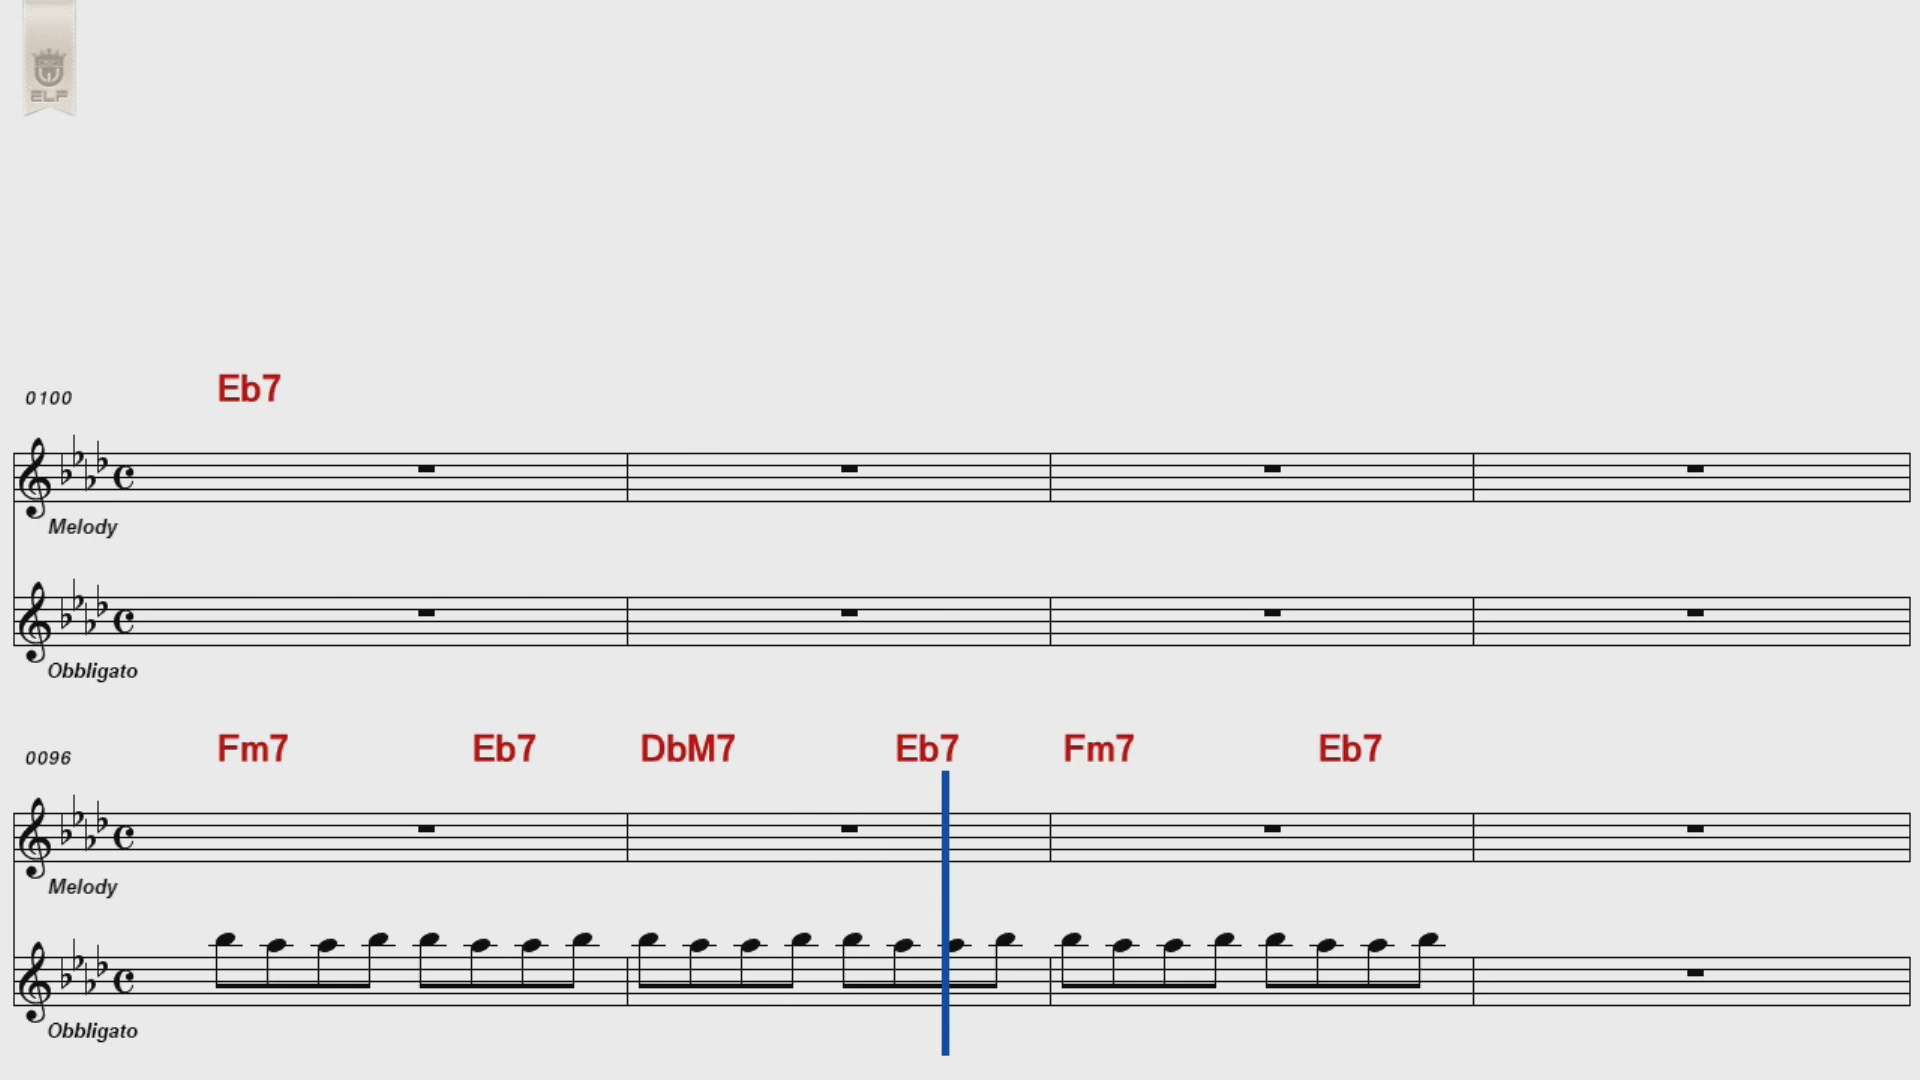 ELF
0100 Eb7
Melody
Obbligato
0096 Fm7 Eb7 DbM7 Eb7 Fm7 Eb7
Melody
Obbligato